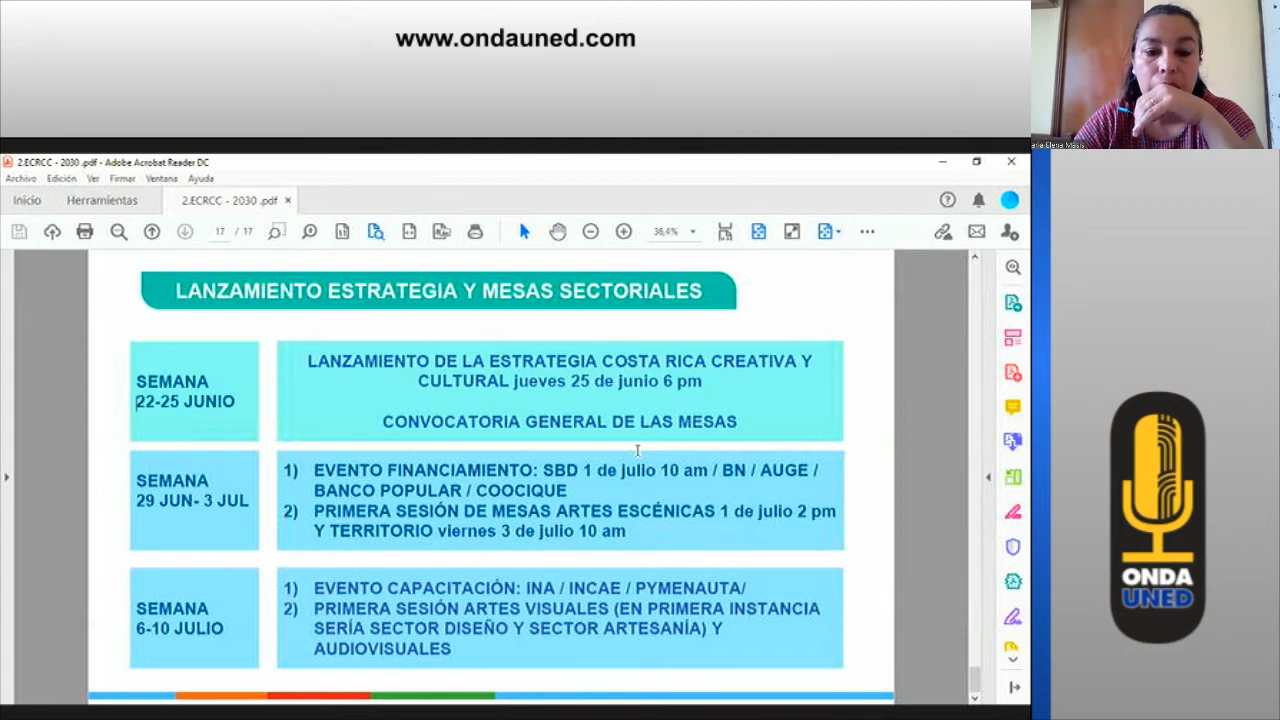 www.ondauned.com
aria Elena Masis
2.ECRCC - 2030 .pdf - Adobe Acrobat Reader DC
Archivo Edición Ver Firmar Ventana Ayuda
Inicio Herramientas 2.ECRCC - 2030 .pdf ×
17 / 17 36,4%
LANZAMIENTO ESTRATEGIA Y MESAS SECTORIALES
SEMANA
22-25 JUNIO
LANZAMIENTO DE LA ESTRATEGIA COSTA RICA CREATIVA Y
CULTURAL jueves 25 de junio 6 pm
CONVOCATORIA GENERAL DE LAS MESAS
SEMANA
29 JUN- 3 JUL
1) EVENTO FINANCIAMIENTO: SBD 1 de julio 10 am / BN / AUGE /
BANCO POPULAR / COOCIQUE
2) PRIMERA SESIÓN DE MESAS ARTES ESCÉNICAS 1 de julio 2 pm
Y TERRITORIO viernes 3 de julio 10 am
SEMANA
6-10 JULIO
1) EVENTO CAPACITACIÓN: INA / INCAE / PYMENAUTA/
2) PRIMERA SESIÓN ARTES VISUALES (EN PRIMERA INSTANCIA
SERÍA SECTOR DISEÑO Y SECTOR ARTESANÍA) Y
AUDIOVISUALES
ONDA
UNED